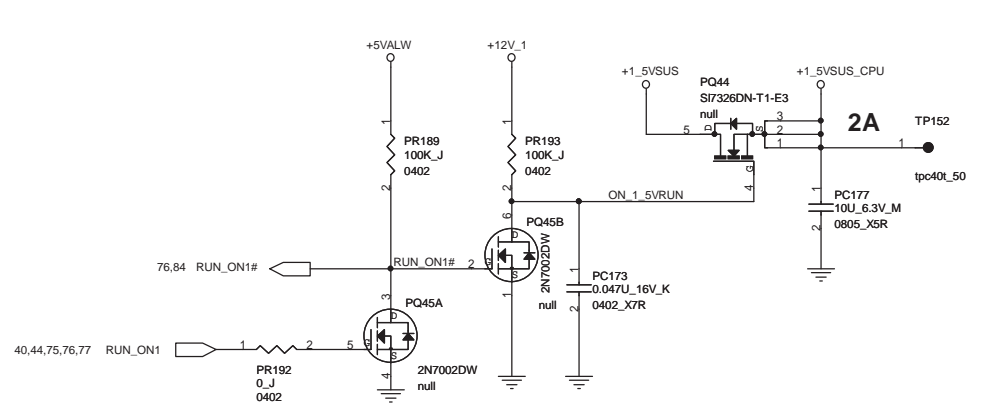 +5VALW
+12V_1
+1_5VSUS
PQ44
SI7326DN-T1-E3
null
+1_5VSUS_CPU
5
D
S
3
2
1
G
4
2A
TP152
1
tpc40t_50
1
PR189
100K_J
0402
2
1
PR193
100K_J
0402
2
ON_1_5VRUN
1
PC177
10U_6.3V_M
0805_X5R
2
6
PQ45B
D
G
S
2N7002DW
null
1
76,84 RUN_ON1#
RUN_ON1#
2
1
PC173
0.047U_16V_K
0402_X7R
2
3
PQ45A
D
G
S
2N7002DW
null
4
40,44,75,76,77 RUN_ON1
1
2
5
PR192
0_J
0402